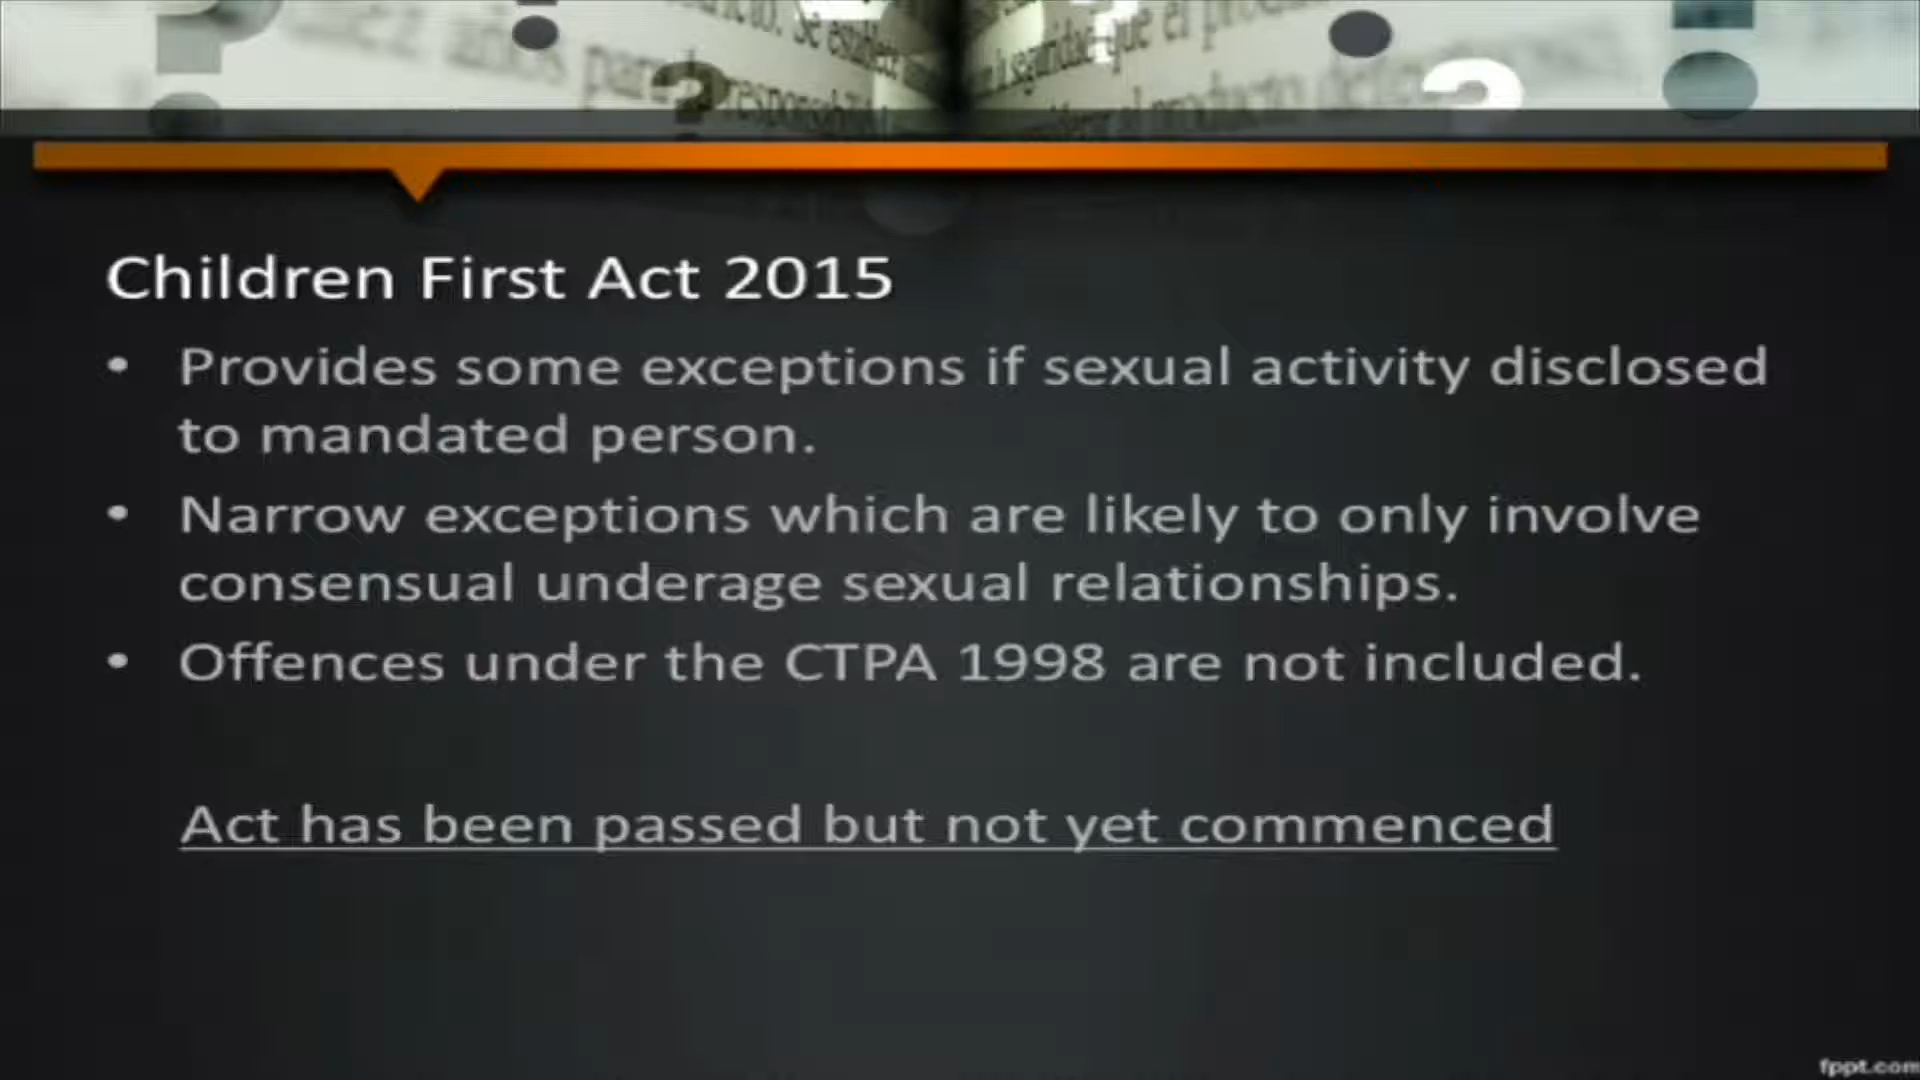 Children First Act 2015
• Provides some exceptions if sexual activity disclosed
to mandated person.
• Narrow exceptions which are likely to only involve
consensual underage sexual relationships.
• Offences under the CTPA 1998 are not included.
Act has been passed but not yet commenced
fppt.com